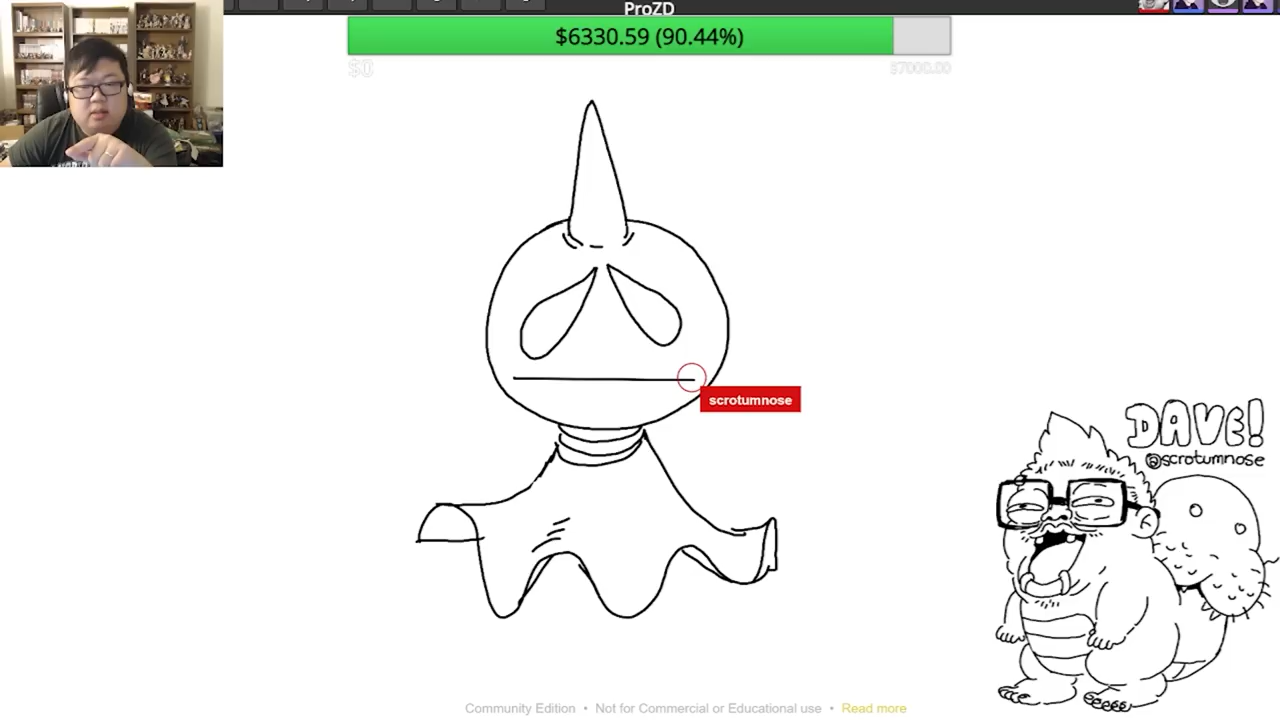 ProZD
$6330.59 (90.44%)
$0
$7000.00
scrotumnose
DAVE!
@scrotumnose
Community Edition • Not for Commercial or Educational use • Read more